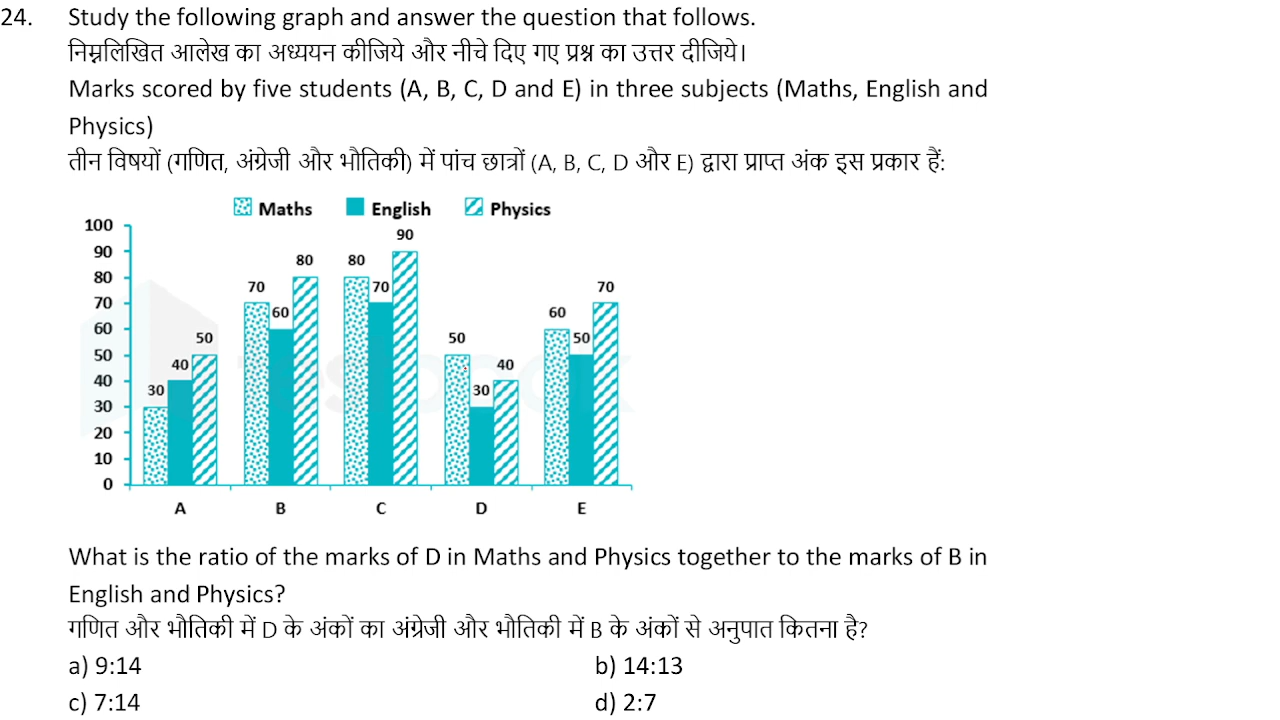 24. Study the following graph and answer the question that follows.
निम्नलिखित आलेख का अध्ययन कीजिये और नीचे दिए गए प्रश्न का उत्तर दीजिये।
Marks scored by five students (A, B, C, D and E) in three subjects (Maths, English and
Physics)
तीन विषयों (गणित, अंग्रेजी और भौतिकी) में पांच छात्रों (A, B, C, D और E) द्वारा प्राप्त अंक इस प्रकार हैं:
Maths English Physics
100
90
80
70
60
50
40
30
20
10
0
30 40 50
70 60 80
80 70 90
50 30 40
60 50 70
A B C D E
What is the ratio of the marks of D in Maths and Physics together to the marks of B in
English and Physics?
गणित और भौतिकी में D के अंकों का अंग्रेजी और भौतिकी में B के अंकों से अनुपात कितना है?
a) 9:14 b) 14:13
c) 7:14 d) 2:7